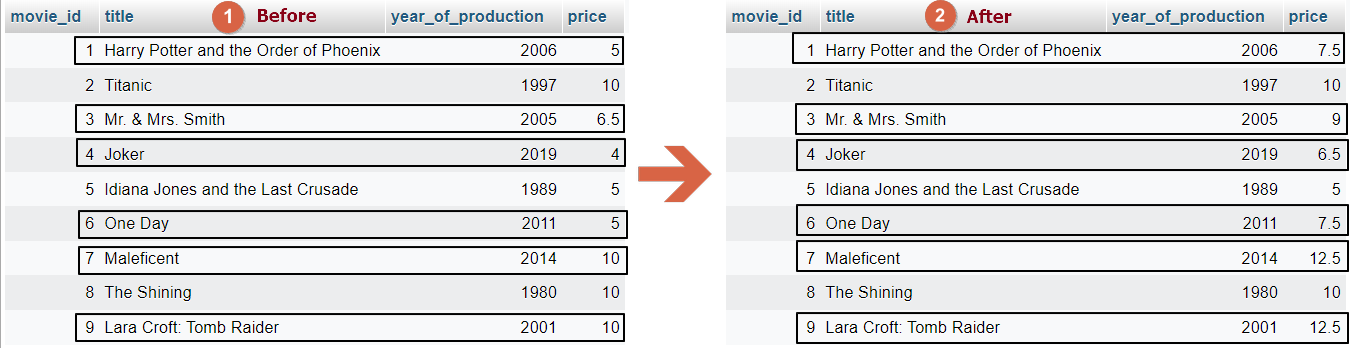 1 Before
movie_id title year_of_production price
1 Harry Potter and the Order of Phoenix 2006 5
2 Titanic 1997 10
3 Mr. & Mrs. Smith 2005 6.5
4 Joker 2019 4
5 Idiana Jones and the Last Crusade 1989 5
6 One Day 2011 5
7 Maleficent 2014 10
8 The Shining 1980 10
9 Lara Croft: Tomb Raider 2001 10
2 After
movie_id title year_of_production price
1 Harry Potter and the Order of Phoenix 2006 7.5
2 Titanic 1997 10
3 Mr. & Mrs. Smith 2005 9
4 Joker 2019 6.5
5 Idiana Jones and the Last Crusade 1989 5
6 One Day 2011 7.5
7 Maleficent 2014 12.5
8 The Shining 1980 10
9 Lara Croft: Tomb Raider 2001 12.5